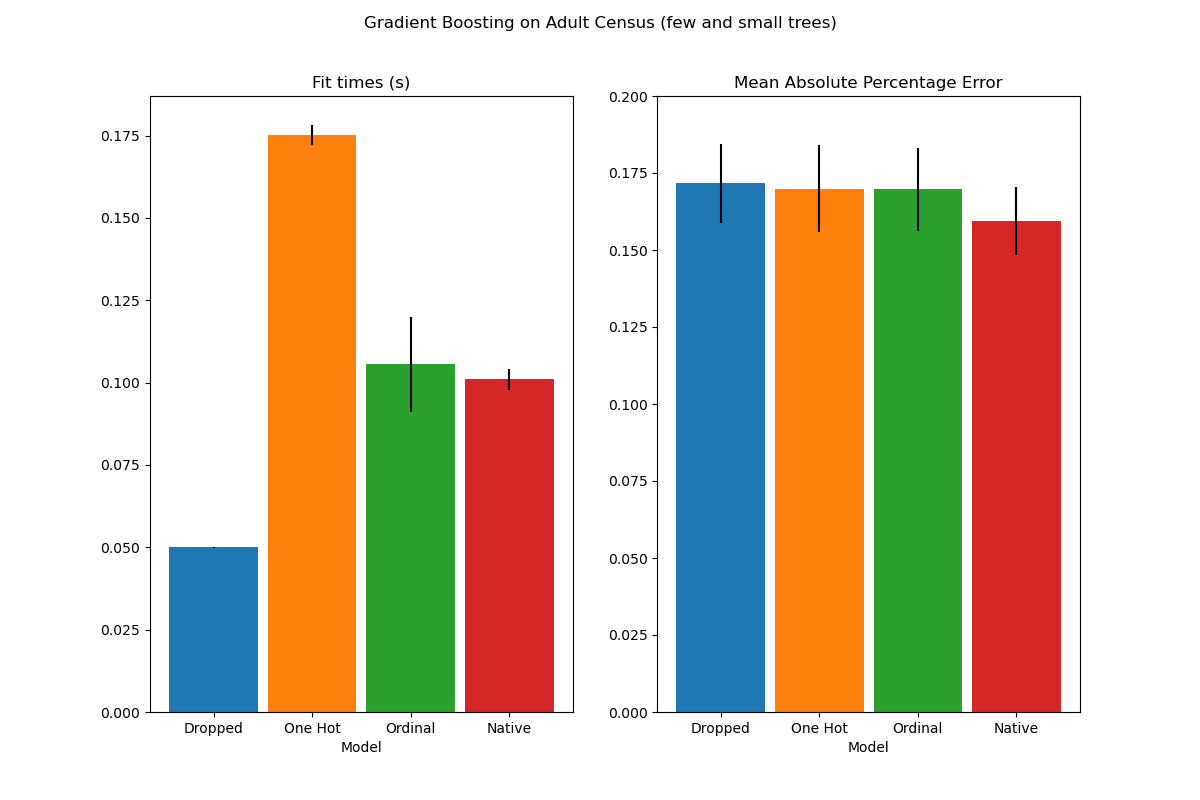 Gradient Boosting on Adult Census (few and small trees)
Fit times (s)
0.175
0.150
0.125
0.100
0.075
0.050
0.025
0.000
Dropped One Hot Ordinal Native
Model
Mean Absolute Percentage Error
0.200
0.175
0.150
0.125
0.100
0.075
0.050
0.025
0.000
Dropped One Hot Ordinal Native
Model